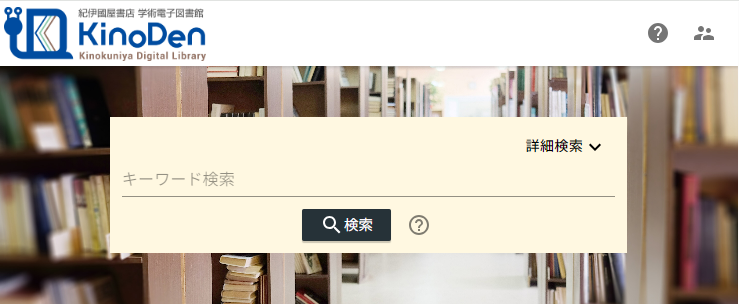 紀伊國屋書店 学術電子図書館
KinoDen
Kinokuniya Digital Library
詳細検索
キーワード検索
検索